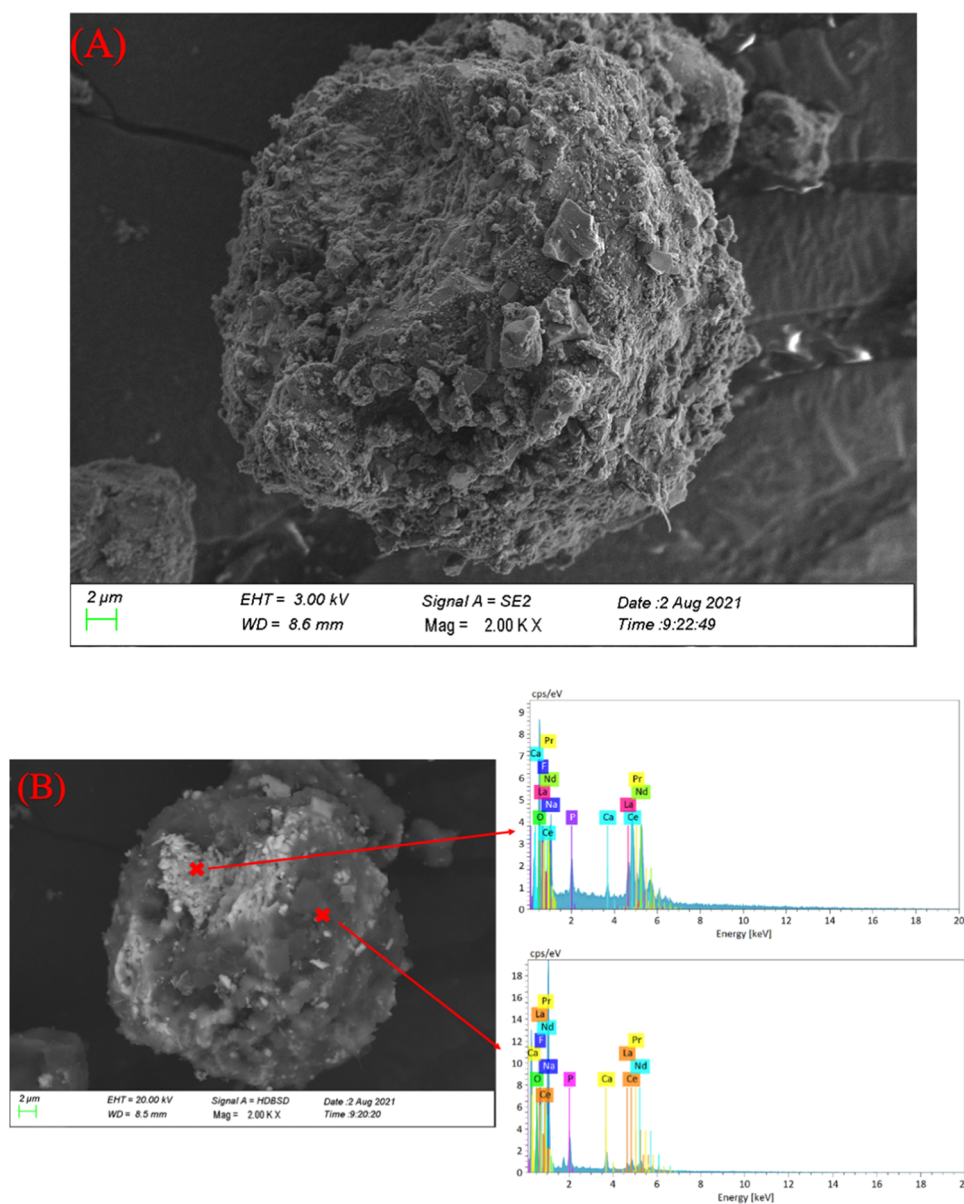 (A)
2 µm
EHT = 3.00 kV
Signal A = SE2
Date :2 Aug 2021
WD = 8.6 mm
Mag = 2.00 K X
Time :9:22:49
(B)
2 µm
EHT = 20.00 kV
Signal A = HDBSD
Date :2 Aug 2021
WD = 8.5 mm
Mag = 2.00 K X
Time :9:20:20
cps/eV
9
8
7
6
5
4
3
2
1
0
Pr
Ca
F
Nd
La
Na
O
Ce
P
Ca
Pr
Nd
La
Ce
2 4 6 8 10 12 14 16 18 20
Energy [keV]
cps/eV
18
16
14
12
10
8
6
4
2
0
Pr
La
Nd
F
Ca
Na
O
Ce
P
Ca
Pr
La
Nd
Ce
2 4 6 8 10 12 14 16 18
Energy [keV]